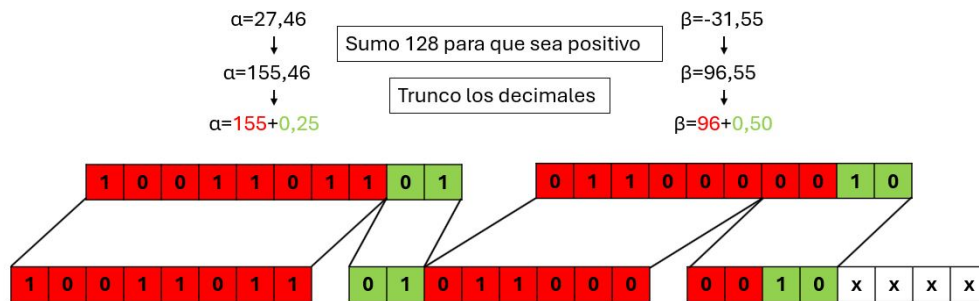 α=27,46
Sumo 128 para que sea positivo
β=-31,55
α=155,46
β=96,55
Trunco los decimales
α=155+0,25
β=96+0,50
1 0 0 1 1 0 1 1 0 1
0 1 1 0 0 0 0 0 1 0
1 0 0 1 1 0 1 1
0 1 0 1 1 0 0 0
0 0 1 0 x x x x